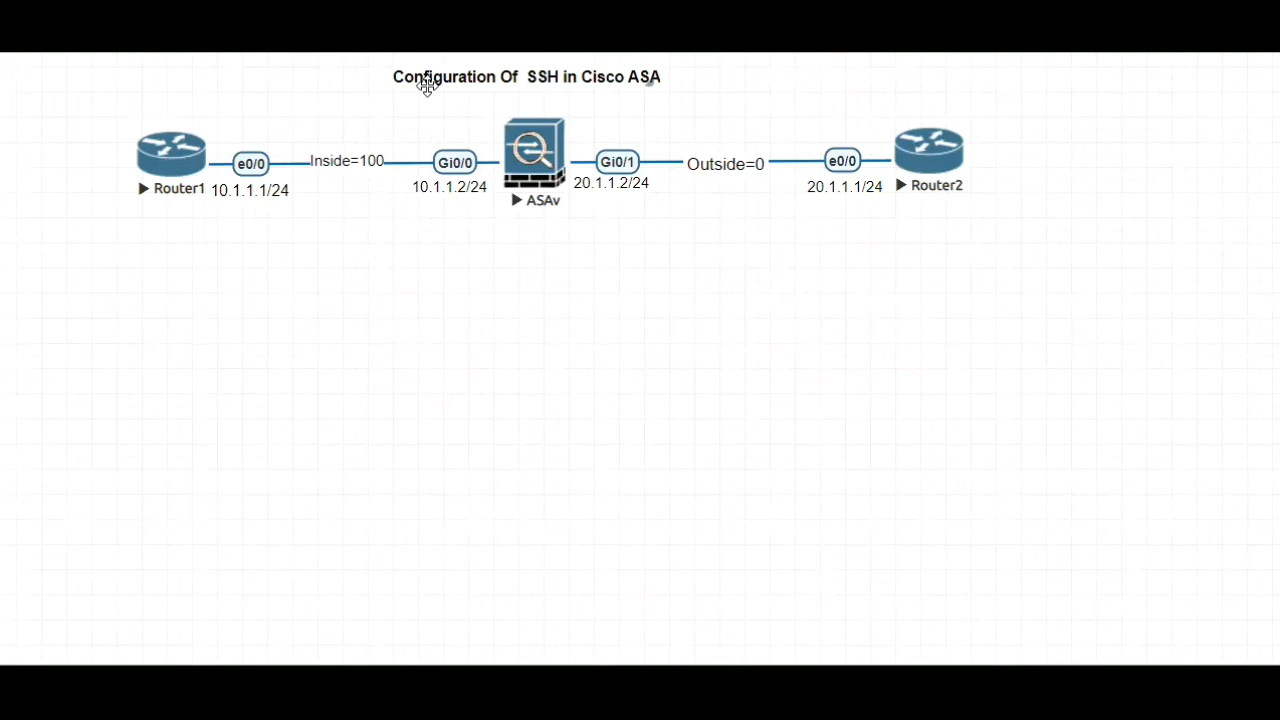 Configuration Of  SSH in Cisco ASA
e0/0
Inside=100
Gi0/0
Gi0/1
Outside=0
e0/0
Router1
10.1.1.1/24
10.1.1.2/24
ASAv
20.1.1.2/24
20.1.1.1/24
Router2